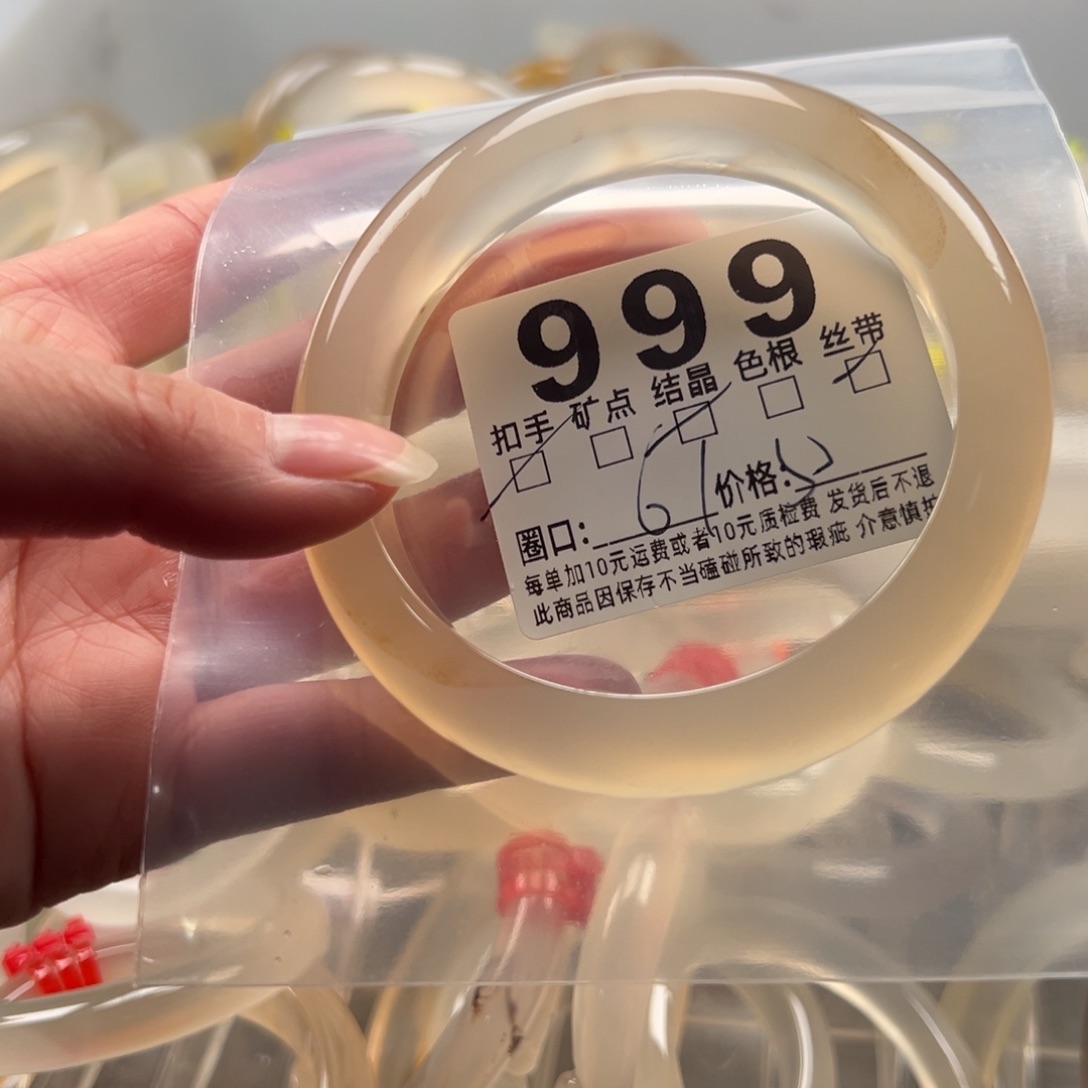 999
扣手 矿点 结晶 色根 丝带
圈口: 61 价格:
每单加10元运费或者10元质检费 发货后不退
此商品因保存不当磕碰所致的瑕疵 介意慎拍